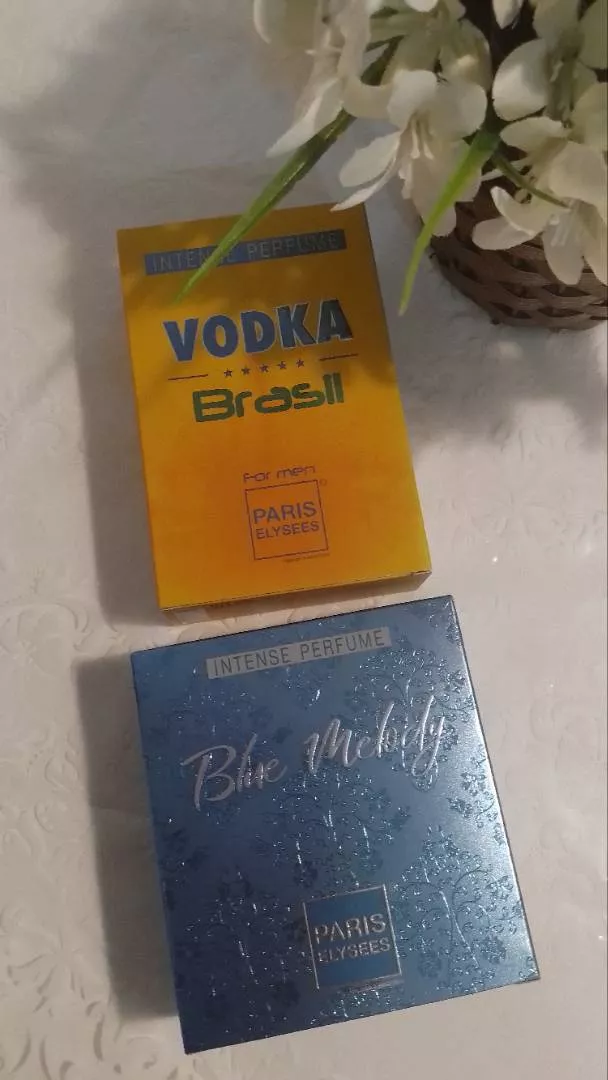 INTENSE PERFUME
VODKA
★★★★★
Brasil
For men
PARIS
ELYSEES
INTENSE PERFUME
Blue Melody
PARIS
ELYSEES